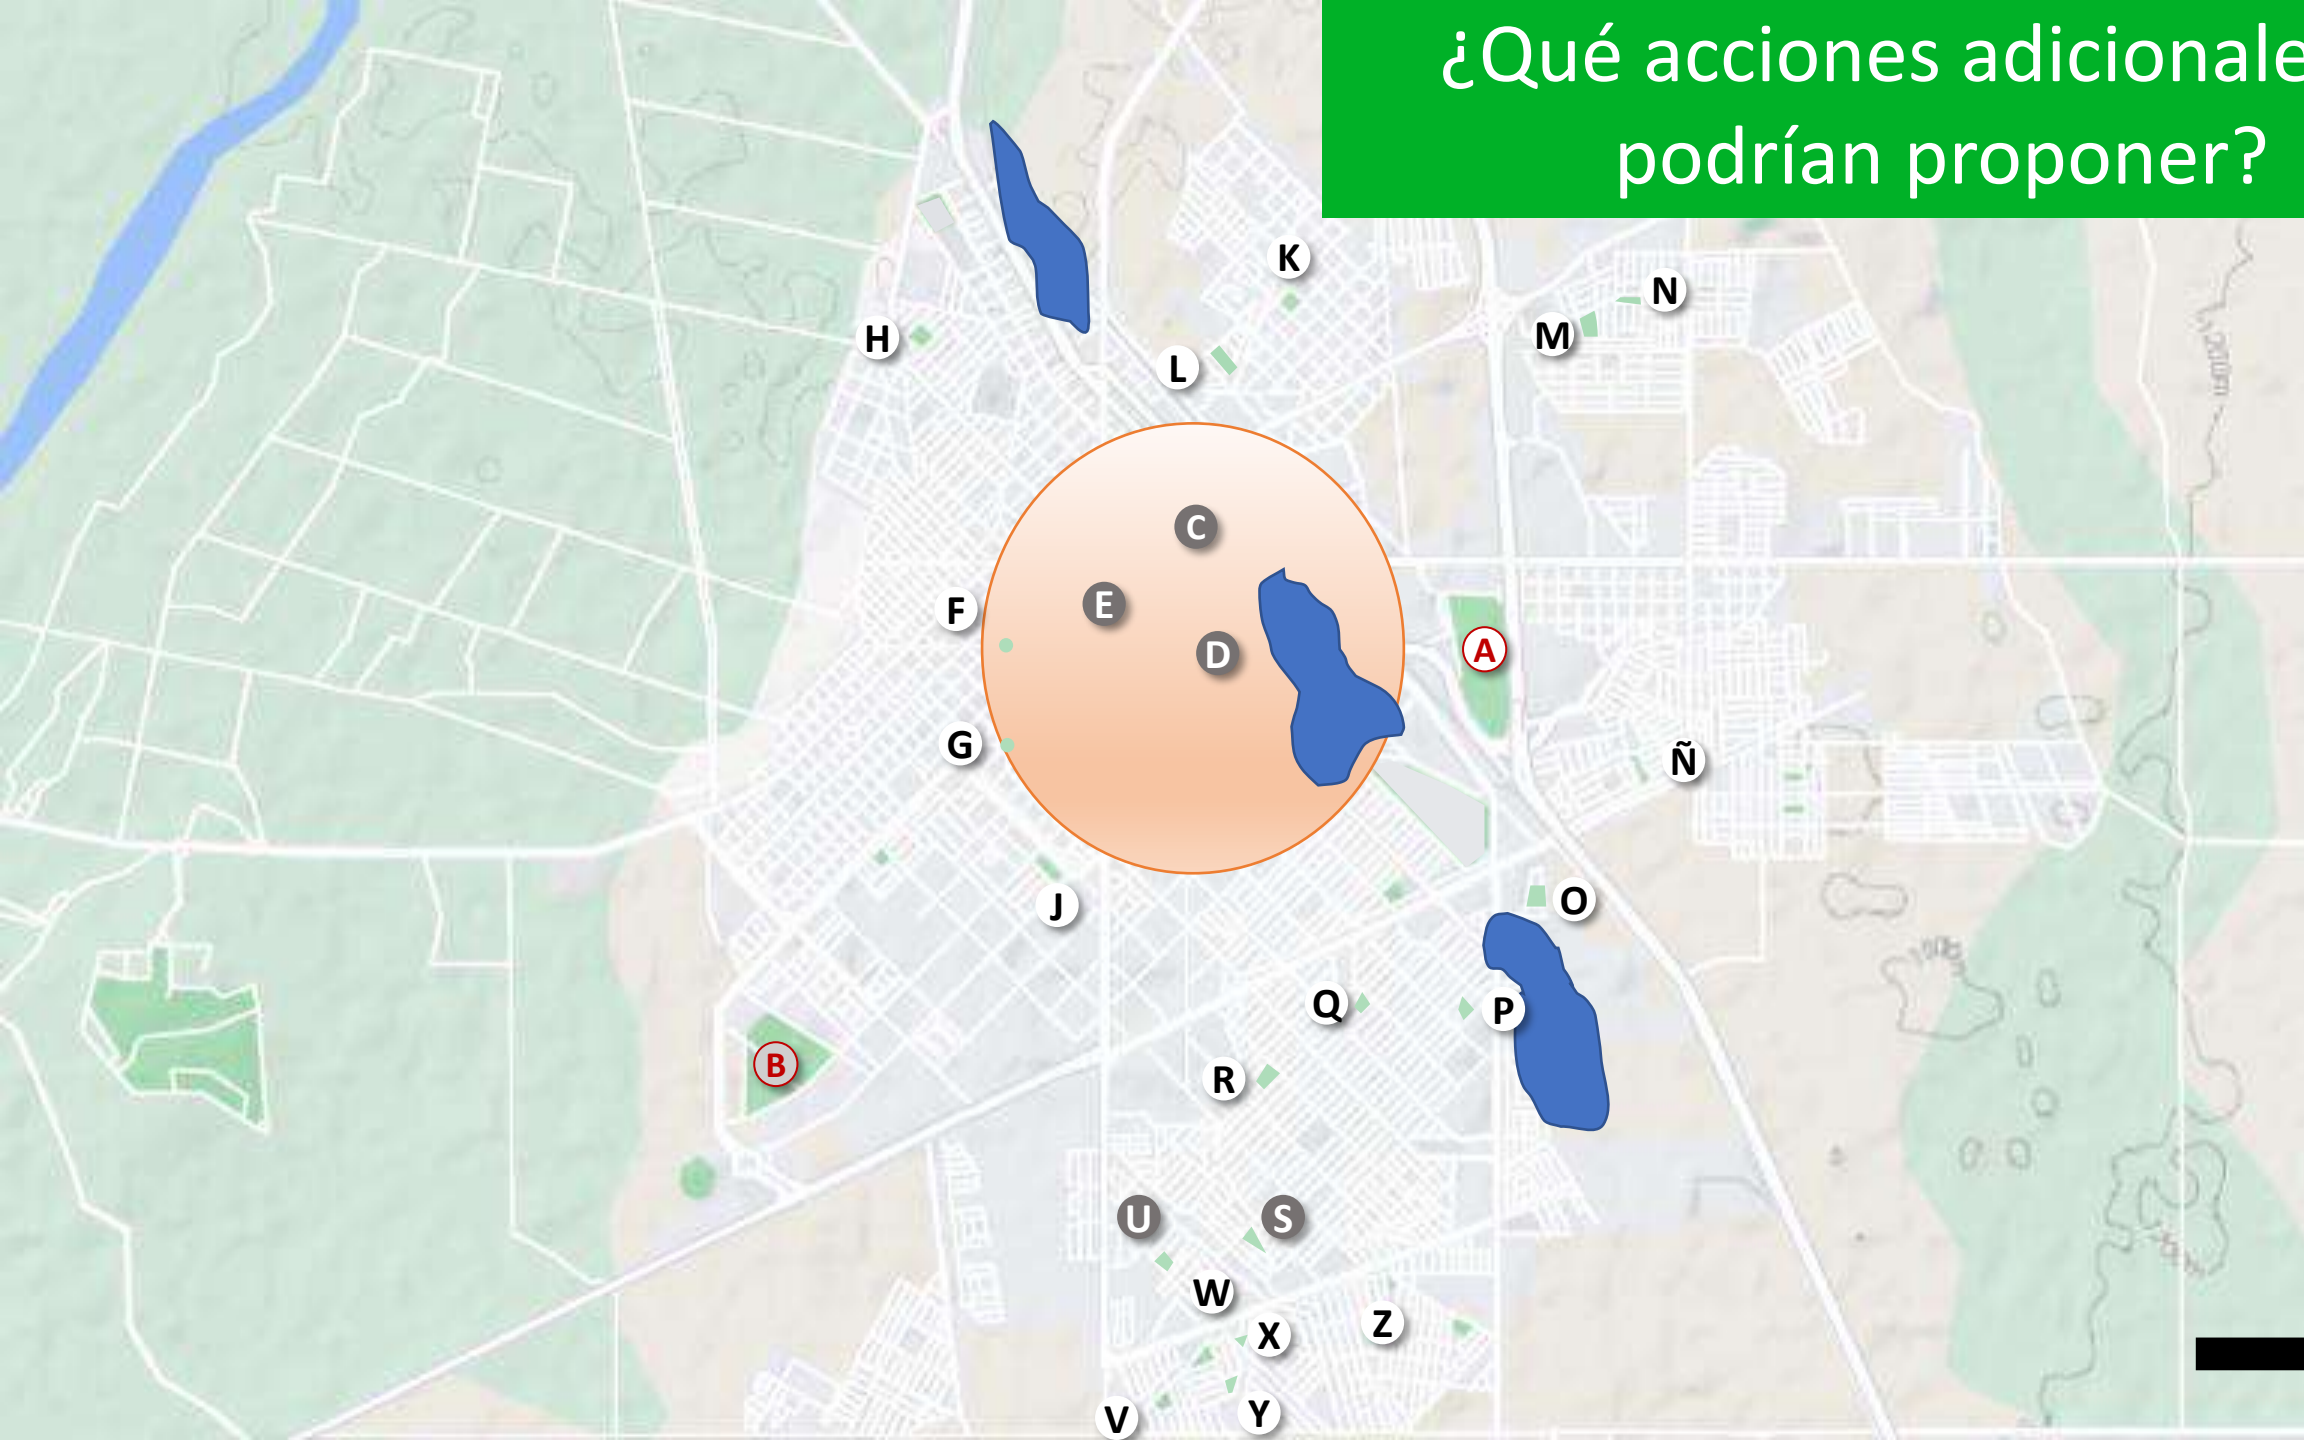 ¿Qué acciones adicionale
podrían proponer?
K
N
H
M
L
C
E
F
D
A
G
Ñ
J
O
Q
P
B
R
U
S
W
Z
X
V
Y